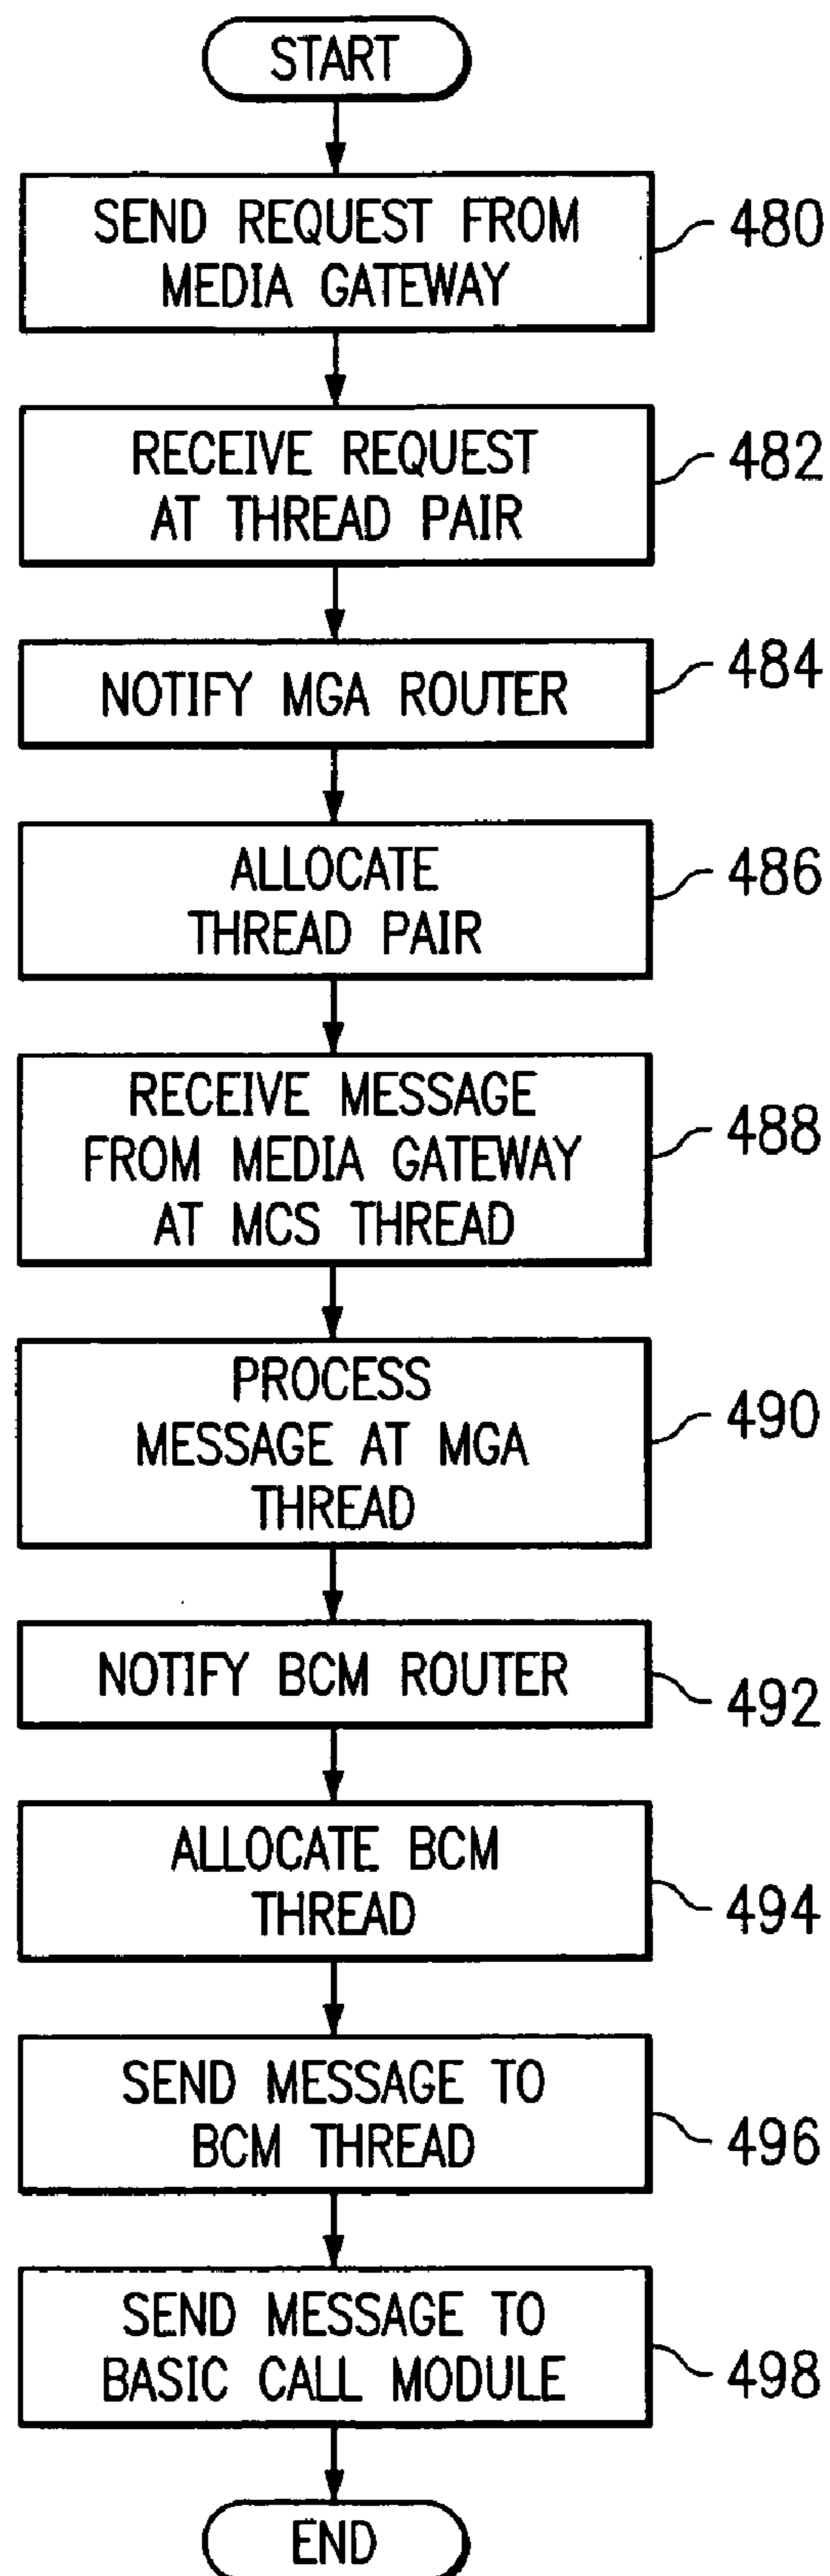 START
SEND REQUEST FROM
MEDIA GATEWAY
480
RECEIVE REQUEST
AT THREAD PAIR
482
NOTIFY MGA ROUTER
484
ALLOCATE
THREAD PAIR
486
RECEIVE MESSAGE
FROM MEDIA GATEWAY
AT MCS THREAD
488
PROCESS
MESSAGE AT MGA
THREAD
490
NOTIFY BCM ROUTER
492
ALLOCATE BCM
THREAD
494
SEND MESSAGE TO
BCM THREAD
496
SEND MESSAGE TO
BASIC CALL MODULE
498
END